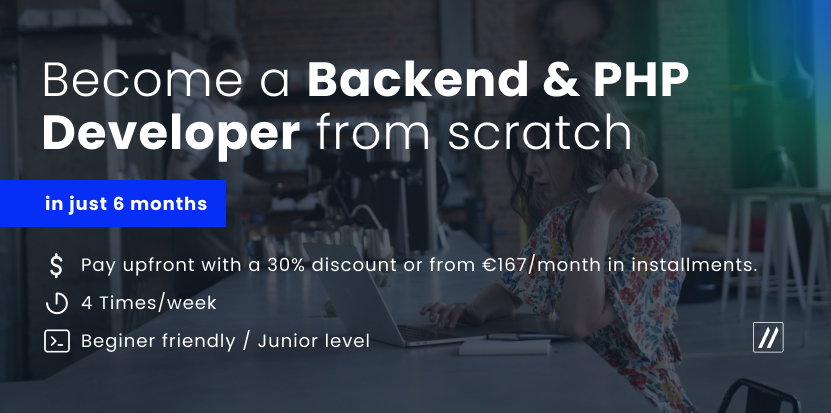 Become a Backend & PHP
Developer from scratch
in just 6 months
Pay upfront with a 30% discount or from €167/month in installments.
4 Times/week
Beginer friendly / Junior level